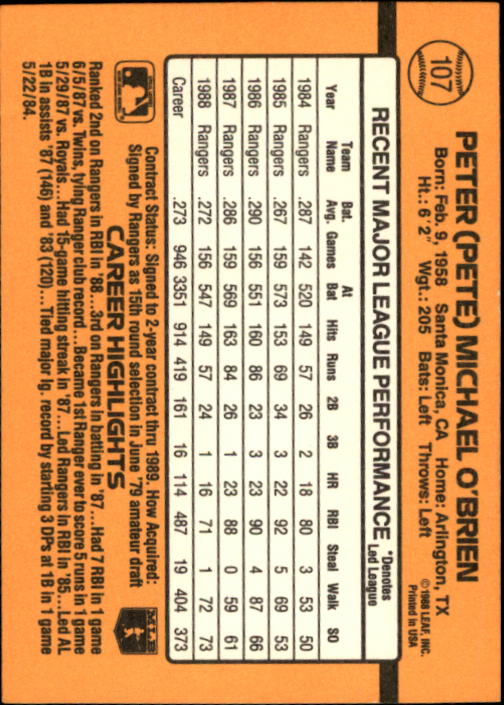 107
PETER (PETE) MICHAEL O'BRIEN
Born: Feb. 9, 1958 Santa Monica, CA Home: Arlington, TX
Ht.: 6' 2" Wgt.: 205 Bats: Left Throws: Left
©1988 LEAF, INC.
Printed in USA
RECENT MAJOR LEAGUE PERFORMANCE
*Denotes
Led League
Year Team Name Bat. Avg. Games At Bat Hits Runs 2B 3B HR RBI Steal Walk SO
1984 Rangers .287 142 520 149 57 26 2 18 80 3 53 50
1985 Rangers .267 159 573 153 69 34 3 22 92 5 69 53
1986 Rangers .290 156 551 160 86 23 3 23 90 4 87 66
1987 Rangers .286 159 569 163 84 26 1 23 88 0 59 61
1988 Rangers .272 156 547 149 57 24 1 16 71 1 72 73
Career .273 946 3351 914 419 161 16 114 487 19 404 373
Contract Status: Signed to 2-year contract thru 1989. How Acquired:
Signed by Rangers as 15th round selection in June '79 amateur draft
MLB
CAREER HIGHLIGHTS
Ranked 2nd on Rangers in RBI in '88...3rd on Rangers in batting in '87...Had 7 RBI in 1 game
6/5/87 vs. Twins, tying Ranger club record...Became 1st Ranger ever to score 5 runs in 1 game
5/29/87 vs. Royals...Had 15-game hitting streak in '87...Led Rangers in RBI in '85...Led AL
1B in assists '87 (146) and '83 (120)...Tied major lg. record by starting 3 DPs at 1B in 1 game
5/22/84.